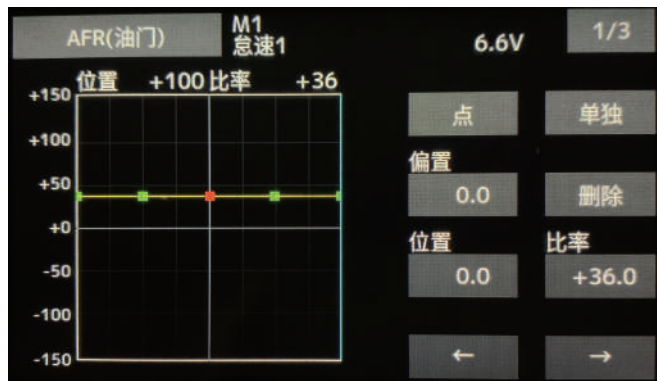 AFR(油门)
M1
怠速1
6.6V
1/3
位置 +100 比率 +36
+150
+100
+50
+0
-50
-100
-150
点
单独
偏置
0.0
删除
位置
比率
0.0
+36.0
←
→